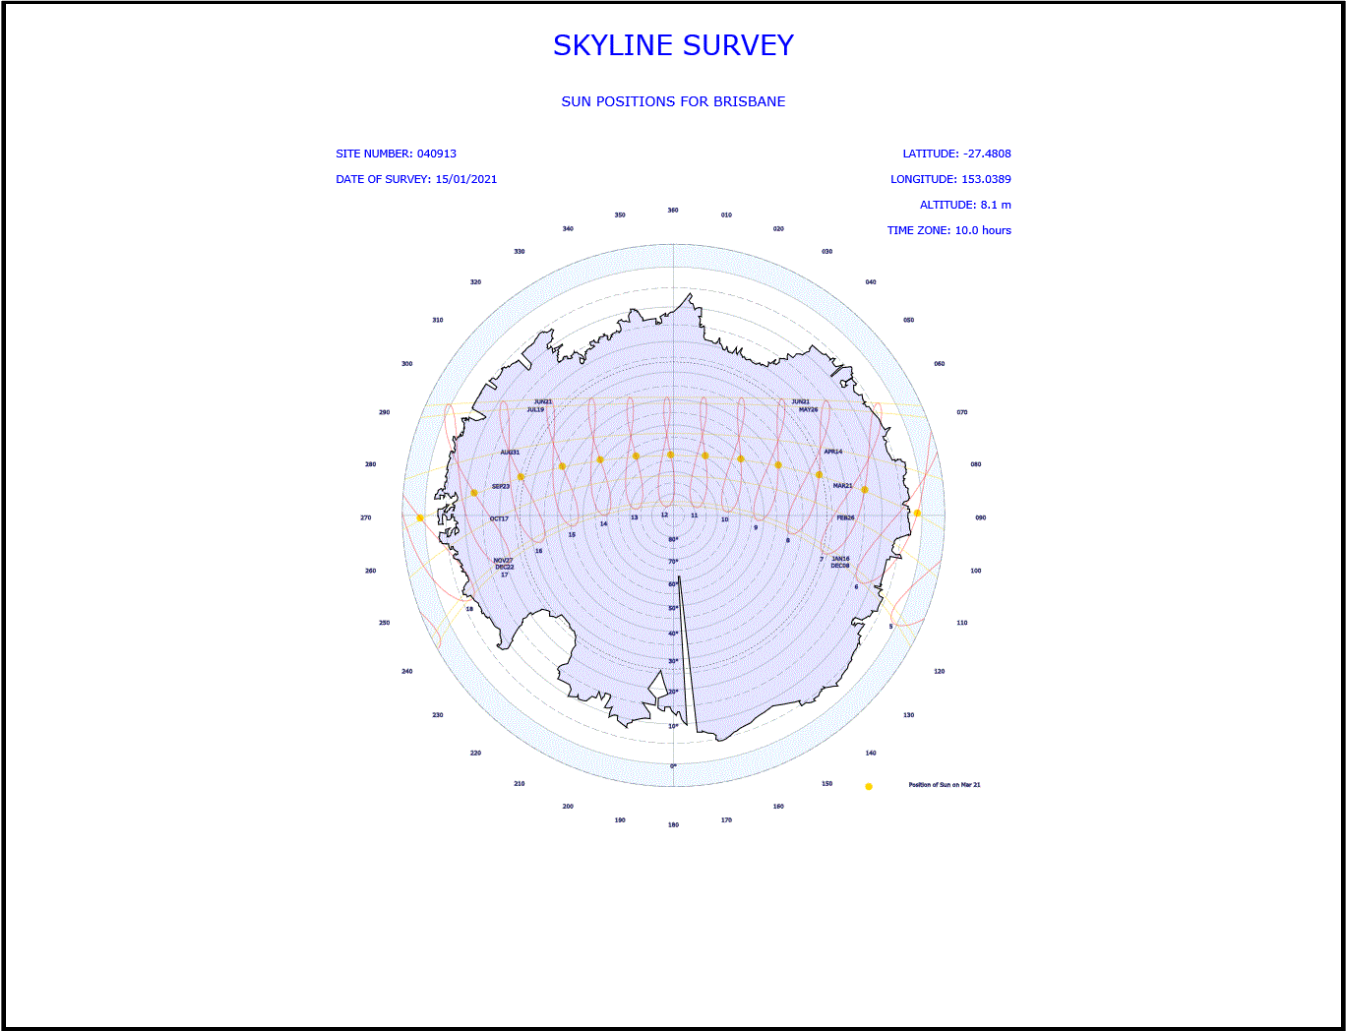 SKYLINE SURVEY
SUN POSITIONS FOR BRISBANE
SITE NUMBER: 040913
LATITUDE: -27.4808
DATE OF SURVEY: 15/01/2021
LONGITUDE: 153.0389
ALTITUDE: 8.1 m
TIME ZONE: 10.0 hours
360
350
010
340
020
330
030
320
040
310
050
300
060
290
070
280
080
270
090
260
100
250
110
240
120
230
130
220
140
210
150
200
160
190
170
180
JUN21
JUL19
JUN21
MAY26
AUG31
APR14
SEP23
MAR21
OCT17
FEB26
NOV27
DEC22
17
JAN16
DEC08
18
16
15
14
13
12
11
10
9
8
7
6
5
80°
70°
60°
50°
40°
30°
20°
10°
0°
Position of Sun on Mar 21